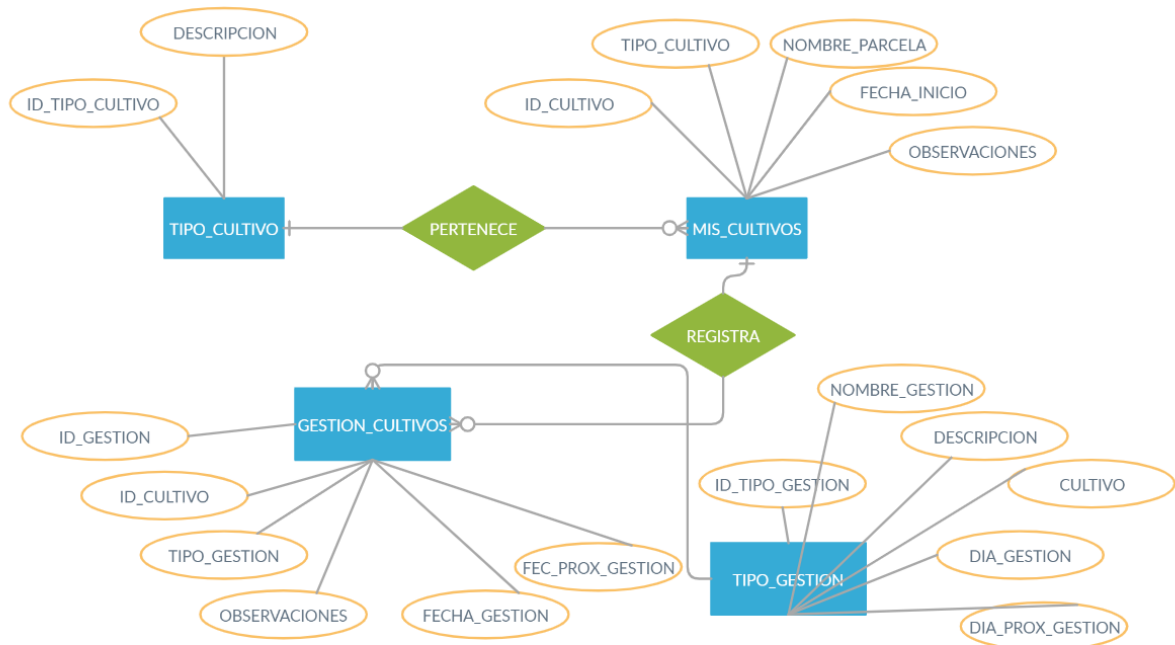 DESCRIPCION
TIPO_CULTIVO
NOMBRE_PARCELA
ID_TIPO_CULTIVO
ID_CULTIVO
FECHA_INICIO
OBSERVACIONES
TIPO_CULTIVO
PERTENECE
MIS_CULTIVOS
REGISTRA
NOMBRE_GESTION
GESTION_CULTIVOS
ID_GESTION
DESCRIPCION
ID_TIPO_GESTION
CULTIVO
ID_CULTIVO
TIPO_GESTION
FEC_PROX_GESTION
TIPO_GESTION
DIA_GESTION
OBSERVACIONES
FECHA_GESTION
DIA_PROX_GESTION